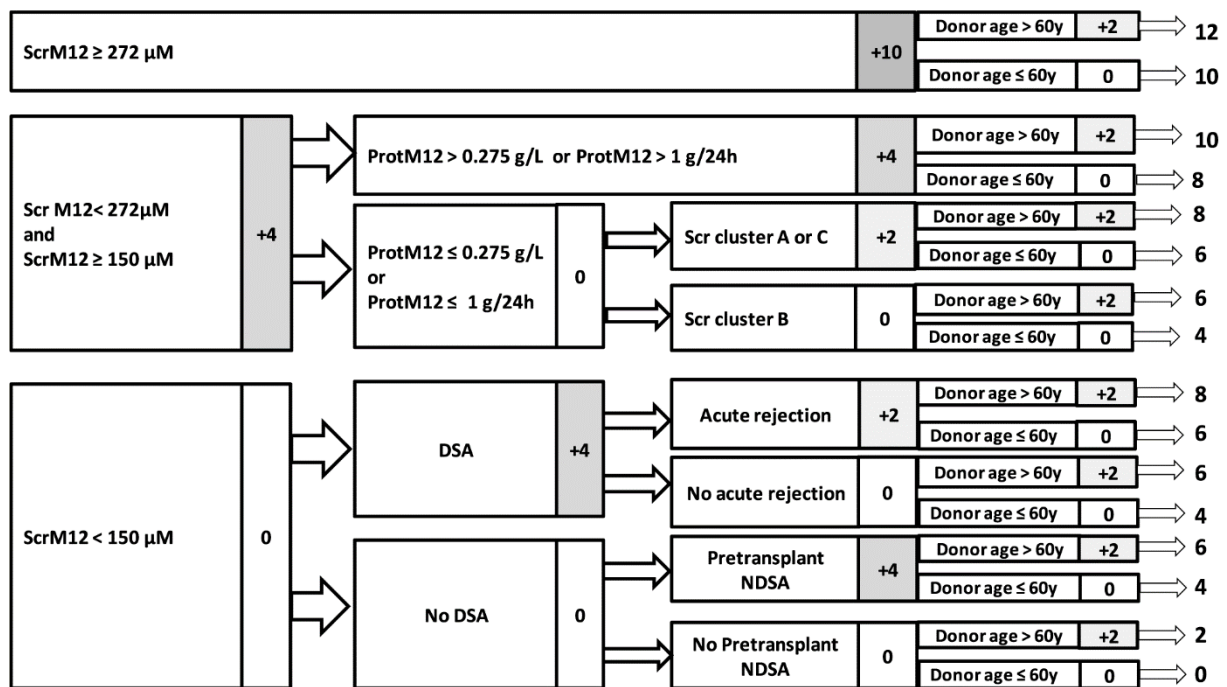 ScrM12 ≥ 272 µM
+10
Donor age > 60y
+2
12
Donor age ≤ 60y
0
10
Scr M12< 272µM
and
ScrM12 ≥ 150 µM
+4
ProtM12 > 0.275 g/L or ProtM12 > 1 g/24h
+4
Donor age > 60y
+2
10
Donor age ≤ 60y
0
8
ProtM12 ≤ 0.275 g/L
or
ProtM12 ≤ 1 g/24h
0
Scr cluster A or C
+2
Donor age > 60y
+2
8
Donor age ≤ 60y
0
6
Scr cluster B
0
Donor age > 60y
+2
6
Donor age ≤ 60y
0
4
ScrM12 < 150 µM
0
DSA
+4
Acute rejection
+2
Donor age > 60y
+2
8
Donor age ≤ 60y
0
6
No acute rejection
0
Donor age > 60y
+2
6
Donor age ≤ 60y
0
4
No DSA
0
Pretransplant
NDSA
+4
Donor age > 60y
+2
6
Donor age ≤ 60y
0
4
No Pretransplant
NDSA
0
Donor age > 60y
+2
2
Donor age ≤ 60y
0
0